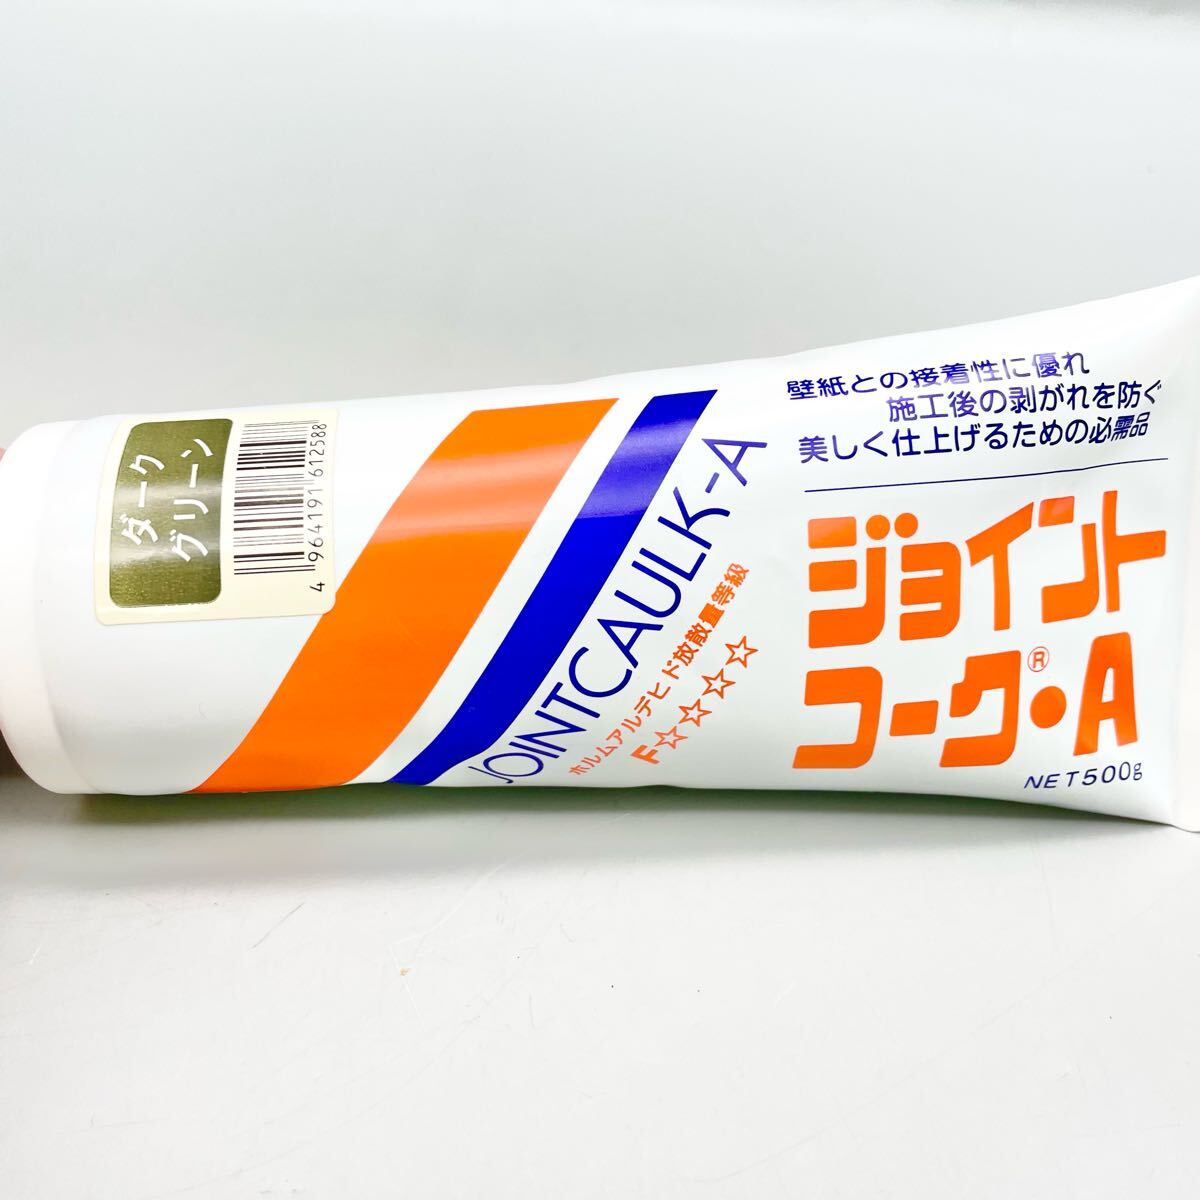 ダーク
グリーン
4 964191 612588
JOINTCAULK-A
ホルムアルデヒド放散量等級
F☆☆☆☆
壁紙との接着性に優れ
施工後の剥がれを防ぐ
美しく仕上げるための必需品
ジョイント
コーク®・A
NET500g